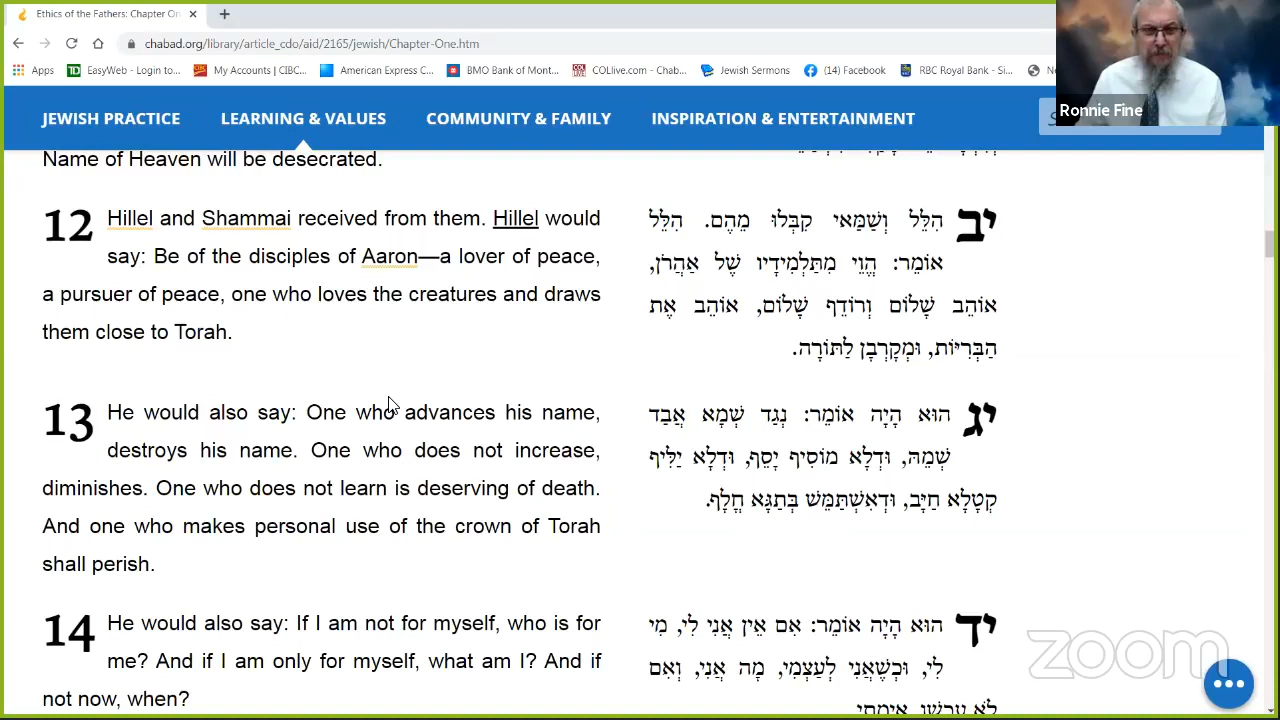 Ethics of the Fathers: Chapter On
chabad.org/library/article_cdo/aid/2165/jewish/Chapter-One.htm
Apps EasyWeb - Login to... My Accounts | CIBC... American Express C... BMO Bank of Mont... COLlive.com - Chab... Jewish Sermons (14) Facebook RBC Royal Bank - Si...
Ronnie Fine
JEWISH PRACTICE LEARNING & VALUES COMMUNITY & FAMILY INSPIRATION & ENTERTAINMENT
Name of Heaven will be desecrated.
12 Hillel and Shammai received from them. Hillel would
say: Be of the disciples of Aaron—a lover of peace,
a pursuer of peace, one who loves the creatures and draws
them close to Torah.
יב הִלֵּל וְשַׁמַּאי קִבְּלוּ מֵהֶם. הִלֵּל
אוֹמֵר: הֱוֵי מִתַּלְמִידָיו שֶׁל אַהֲרֹן,
אוֹהֵב שָׁלוֹם וְרוֹדֵף שָׁלוֹם, אוֹהֵב אֶת
הַבְּרִיּוֹת, וּמְקָרְבָן לַתּוֹרָה.
13 He would also say: One who advances his name,
destroys his name. One who does not increase,
diminishes. One who does not learn is deserving of death.
And one who makes personal use of the crown of Torah
shall perish.
יג הוּא הָיָה אוֹמֵר: נְגַד שְׁמָא אֲבַד
שְׁמֵהּ, וּדְלָא מוֹסִיף יָסֵף, וּדְלָא יַלִּיף
קְטָלָא חַיָּב, וּדְאִשְׁתַּמֵּשׁ בְּתַגָּא חֲלָף.
14 He would also say: If I am not for myself, who is for
me? And if I am only for myself, what am I? And if
not now, when?
יד הוּא הָיָה אוֹמֵר: אִם אֵין אֲנִי לִי, מִי
לִי, וּכְשֶׁאֲנִי לְעַצְמִי, מָה אֲנִי, וְאִם
לֹא עַכְשָׁו, אֵימָתַי
zoom